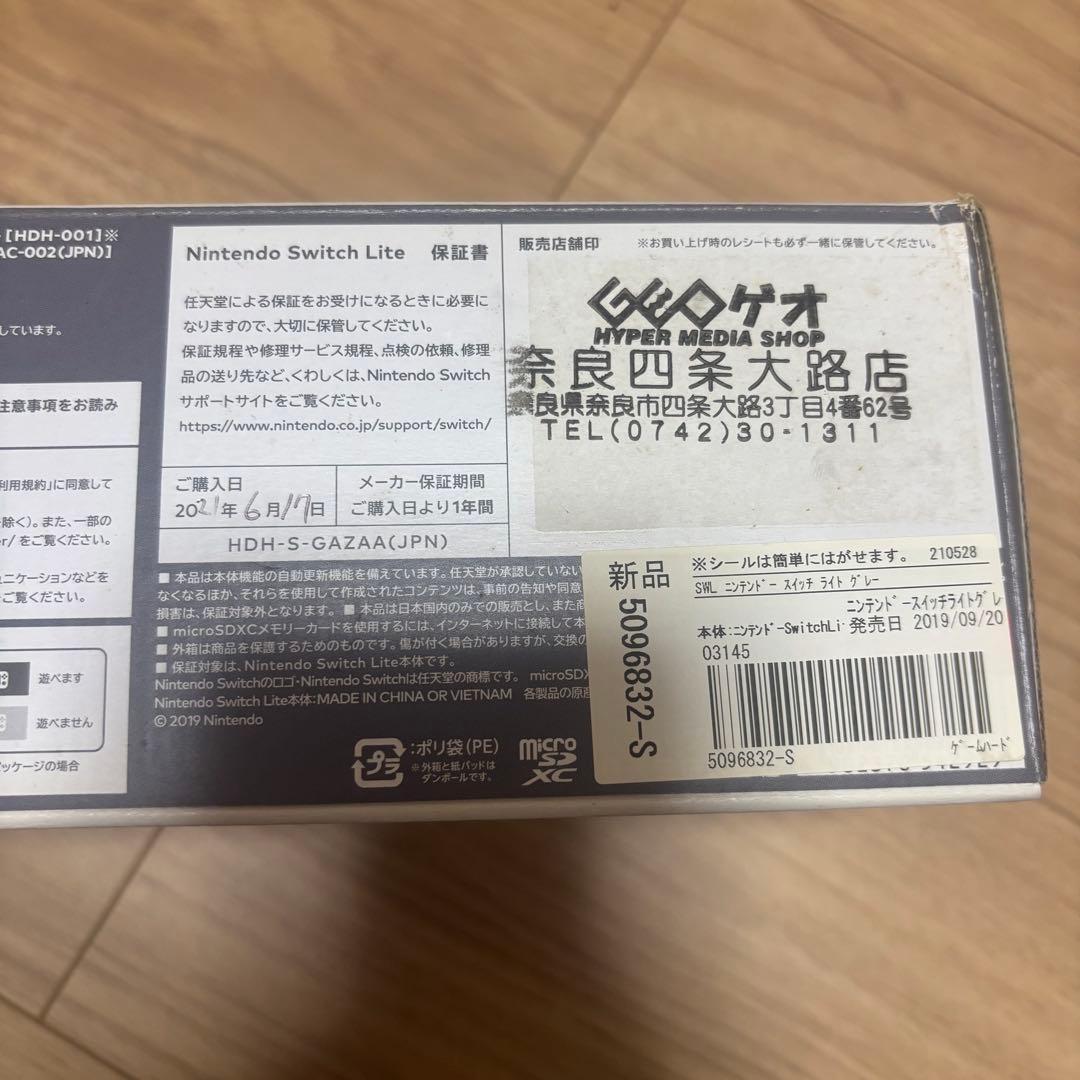 [HDH-001]※
AC-002(JPN)]
しています。
注意事項をお読み
利用規約」に同意して
除く)。また、一部の
er/ をご覧ください。
ュニケーションなどを
ご覧ください。
遊べます
遊べません
パッケージの場合
Nintendo Switch Lite 保証書
任天堂による保証をお受けになるときに必要に
なりますので、大切に保管してください。
保証規程や修理サービス規程、点検の依頼、修理
品の送り先など、くわしくは、Nintendo Switch
サポートサイトをご覧ください。
https://www.nintendo.co.jp/support/switch/
ご購入日
2021年6月17日
メーカー保証期間
ご購入日より1年間
HDH-S-GAZAA(JPN)
販売店舗印 ※お買い上げ時のレシートも必ず一緒に保管してください。
GEOゲオ
HYPER MEDIA SHOP
奈良四条大路店
奈良県奈良市四条大路3丁目4番62号
TEL(0742)30-1311
■ 本品は本体機能の自動更新機能を備えています。任天堂が承認していない
なくなるほか、それらを使用して作成されたコンテンツは、事前の告知や同意
損害は、保証対象外となります。 ■ 本品は日本国内のみでの販売とし、また商
■ microSDXCメモリーカードを使用するには、インターネットに接続して本
■ 外箱は商品を保護するためのものです。傷が付く場合がありますが、交換の
■ 保証対象は、Nintendo Switch Lite本体です。
Nintendo Switchのロゴ・Nintendo Switchは任天堂の商標です。 microSDX
Nintendo Switch Lite本体:MADE IN CHINA OR VIETNAM 各製品の原産
© 2019 Nintendo
プラ
:ポリ袋(PE)
※外箱と紙パッドは
ダンボールです。
micro
SD
XC
新品
5096832-S
※シールは簡単にはがせます。 210528
SWL ニンテンドー スイッチ ライト グレー
ニンテンドースイッチライトグレ
本体:ニンテンドーSwitchLi 発売日 2019/09/20
03145
5096832-S
ゲームハード